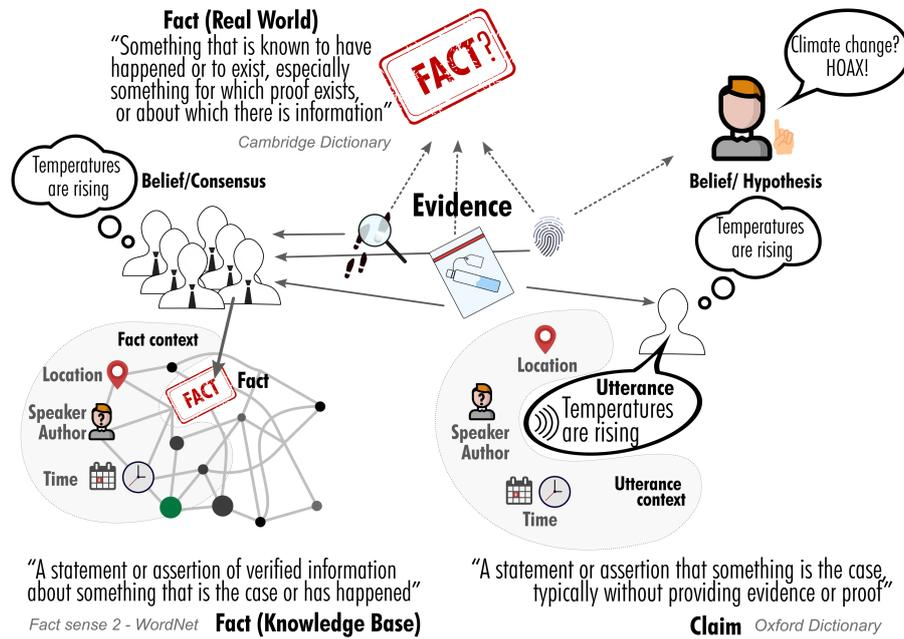 Fact (Real World)
“Something that is known to have
happened or to exist, especially
something for which proof exists,
or about which there is information”
Cambridge Dictionary
FACT?
Climate change?
HOAX!
Temperatures
are rising
Belief/Consensus
Evidence
Belief/ Hypothesis
Temperatures
are rising
Fact context
Location
FACT
Fact
Speaker
Author
?
Time
Location
?
Speaker
Author
Utterance
Temperatures
are rising
Utterance
context
Time
“A statement or assertion of verified information
about something that is the case or has happened”
Fact sense 2 - WordNet
Fact (Knowledge Base)
“A statement or assertion that something is the case,
typically without providing evidence or proof”
Claim
Oxford Dictionary